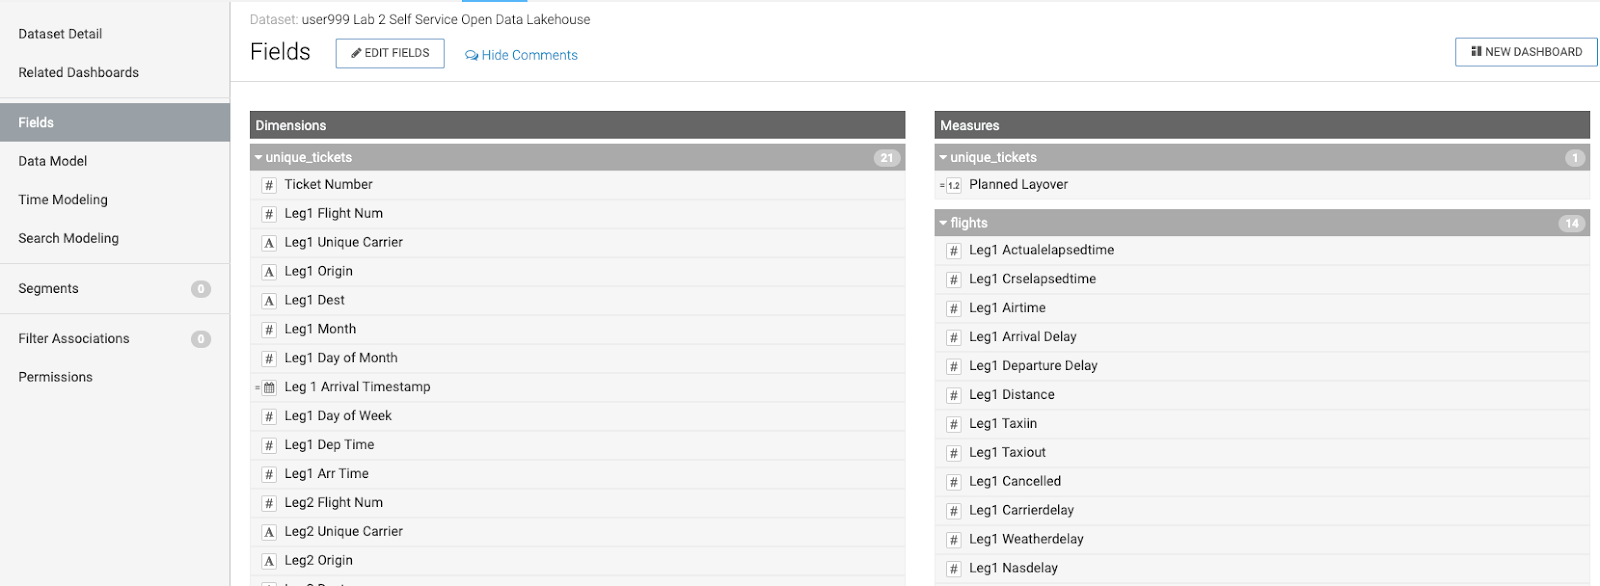 Dataset Detail
Related Dashboards
Fields
Data Model
Time Modeling
Search Modeling
Segments 0
Filter Associations 0
Permissions
Dataset: user999 Lab 2 Self Service Open Data Lakehouse
Fields
EDIT FIELDS
Hide Comments
NEW DASHBOARD
Dimensions
unique_tickets 21
# Ticket Number
# Leg1 Flight Num
A Leg1 Unique Carrier
A Leg1 Origin
A Leg1 Dest
# Leg1 Month
# Leg1 Day of Month
= Leg 1 Arrival Timestamp
# Leg1 Day of Week
# Leg1 Dep Time
# Leg1 Arr Time
# Leg2 Flight Num
A Leg2 Unique Carrier
A Leg2 Origin
Measures
unique_tickets 1
= 1.2 Planned Layover
flights 14
# Leg1 Actualelapsedtime
# Leg1 Crselapsedtime
# Leg1 Airtime
# Leg1 Arrival Delay
# Leg1 Departure Delay
# Leg1 Distance
# Leg1 Taxiin
# Leg1 Taxiout
# Leg1 Cancelled
# Leg1 Carrierdelay
# Leg1 Weatherdelay
# Leg1 Nasdelay